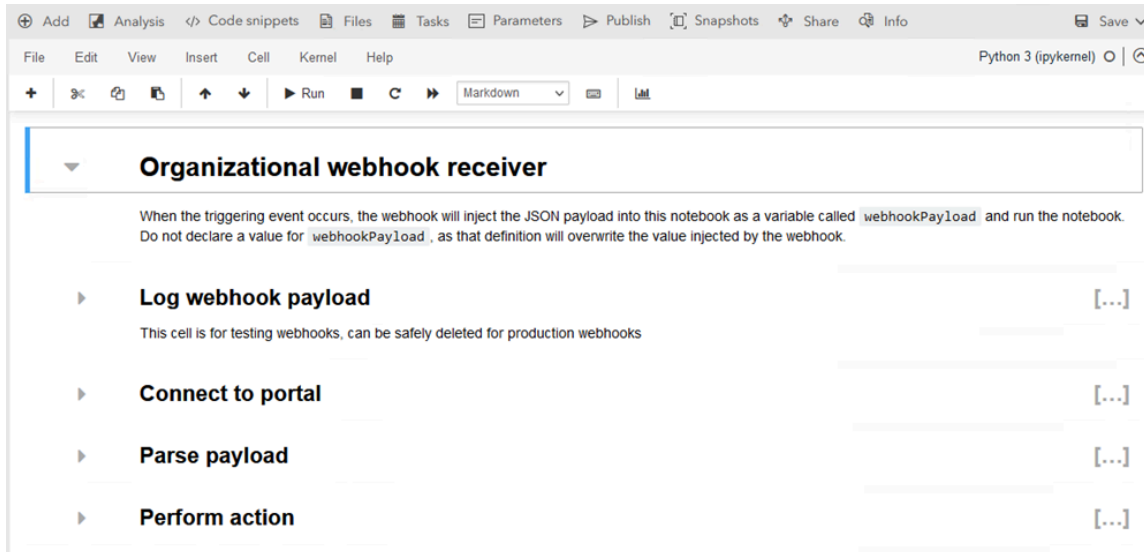 Add Analysis </> Code snippets Files Tasks Parameters Publish Snapshots Share Info Save
File Edit View Insert Cell Kernel Help Python 3 (ipykernel)
Run Markdown
Organizational webhook receiver
When the triggering event occurs, the webhook will inject the JSON payload into this notebook as a variable called webhookPayload and run the notebook.
Do not declare a value for webhookPayload , as that definition will overwrite the value injected by the webhook.
Log webhook payload [...]
This cell is for testing webhooks, can be safely deleted for production webhooks
Connect to portal [...]
Parse payload [...]
Perform action [...]